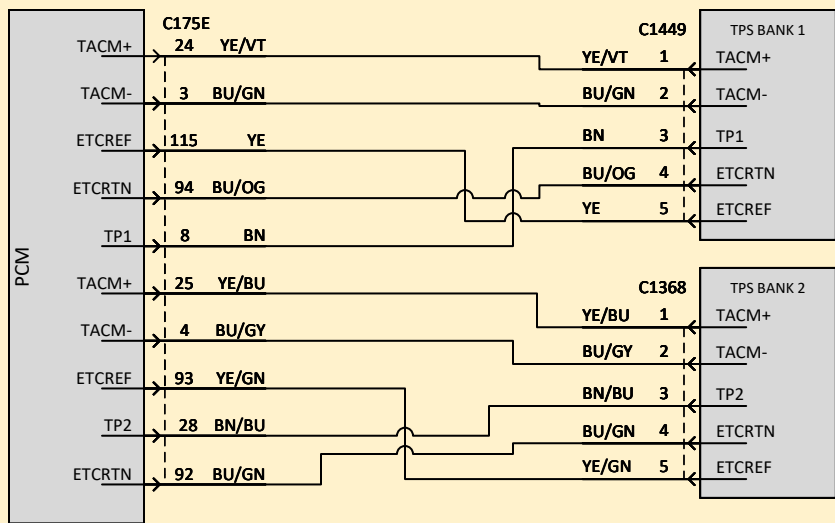 C175E
PCM
TACM+ 24 YE/VT
TACM- 3 BU/GN
ETCREF 115 YE
ETCRTN 94 BU/OG
TP1 8 BN
TACM+ 25 YE/BU
TACM- 4 BU/GY
ETCREF 93 YE/GN
TP2 28 BN/BU
ETCRTN 92 BU/GN
C1449 TPS BANK 1
YE/VT 1 TACM+
BU/GN 2 TACM-
BN 3 TP1
BU/OG 4 ETCRTN
YE 5 ETCREF
C1368 TPS BANK 2
YE/BU 1 TACM+
BU/GY 2 TACM-
BN/BU 3 TP2
BU/GN 4 ETCRTN
YE/GN 5 ETCREF